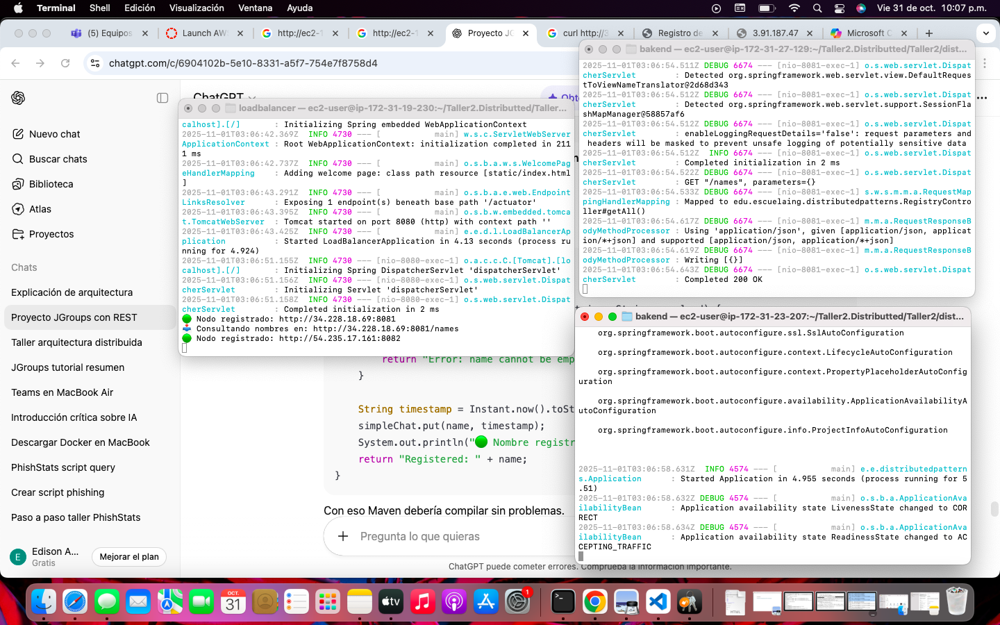 Terminal Shell Edición Visualización Ventana Ayuda Vie 31 de oct. 10:07 p.m.
(5) Equipos
Launch AW
http://ec2-1
http://ec2-1
Proyecto JG
curl http://3
Registro de
3.91.187.47
Microsoft C
chatgpt.com/c/6904102b-5e10-8331-a5f7-754e7f8758d4
ChatGPT
Obte
Nuevo chat
Buscar chats
Biblioteca
Atlas
Proyectos
Chats
Explicación de arquitectura
Proyecto JGroups con REST
Taller arquitectura distribuida
JGroups tutorial resumen
Teams en MacBook Air
Introducción crítica sobre IA
Descargar Docker en MacBook
PhishStats script query
Crear script phishing
Paso a paso taller PhishStats
E
Edison A...
Gratis
Mejorar el plan
loadbalancer — ec2-user@ip-172-31-19-230:~/Taller2.Distributted/Taller...
calhost].[/] : Initializing Spring embedded WebApplicationContext
2025-11-01T03:06:42.369Z INFO 4730 --- [ main] w.s.c.ServletWebServer
ApplicationContext : Root WebApplicationContext: initialization completed in 211
1 ms
2025-11-01T03:06:42.737Z INFO 4730 --- [ main] o.s.b.a.w.s.WelcomePag
eHandlerMapping : Adding welcome page: class path resource [static/index.html
]
2025-11-01T03:06:43.291Z INFO 4730 --- [ main] o.s.b.a.e.web.Endpoint
LinksResolver : Exposing 1 endpoint(s) beneath base path '/actuator'
2025-11-01T03:06:43.395Z INFO 4730 --- [ main] o.s.b.w.embedded.tomca
t.TomcatWebServer : Tomcat started on port 8080 (http) with context path ''
2025-11-01T03:06:43.425Z INFO 4730 --- [ main] e.e.d.l.LoadBalancerAp
plication : Started LoadBalancerApplication in 4.13 seconds (process ru
nning for 4.924)
2025-11-01T03:06:51.155Z INFO 4730 --- [nio-8080-exec-1] o.a.c.c.C.[Tomcat].[lo
calhost].[/] : Initializing Spring DispatcherServlet 'dispatcherServlet'
2025-11-01T03:06:51.156Z INFO 4730 --- [nio-8080-exec-1] o.s.web.servlet.Dispat
cherServlet : Initializing Servlet 'dispatcherServlet'
2025-11-01T03:06:51.158Z INFO 4730 --- [nio-8080-exec-1] o.s.web.servlet.Dispat
cherServlet : Completed initialization in 2 ms
Nodo registrado: http://34.228.18.69:8081
Consultando nombres en: http://34.228.18.69:8081/names
Nodo registrado: http://54.235.17.161:8082
bakend — ec2-user@ip-172-31-27-129:~/Taller2.Distributted/Taller2/dist...
2025-11-01T03:06:54.511Z DEBUG 6674 --- [nio-8081-exec-1] o.s.web.servlet.Dispat
cherServlet : Detected org.springframework.web.servlet.view.DefaultReques
tToViewNameTranslator@2d68d343
2025-11-01T03:06:54.512Z DEBUG 6674 --- [nio-8081-exec-1] o.s.web.servlet.Dispat
cherServlet : Detected org.springframework.web.servlet.support.SessionFla
shMapManager@58857af6
2025-11-01T03:06:54.512Z DEBUG 6674 --- [nio-8081-exec-1] o.s.web.servlet.Dispat
cherServlet : enableLoggingRequestDetails='false': request parameters and
headers will be masked to prevent unsafe logging of potentially sensitive data
2025-11-01T03:06:54.512Z INFO 6674 --- [nio-8081-exec-1] o.s.web.servlet.Dispat
cherServlet : Completed initialization in 2 ms
2025-11-01T03:06:54.522Z DEBUG 6674 --- [nio-8081-exec-1] o.s.web.servlet.Dispat
cherServlet : GET "/names", parameters={}
2025-11-01T03:06:54.533Z DEBUG 6674 --- [nio-8081-exec-1] s.w.s.m.m.a.RequestMap
pingHandlerMapping : Mapped to edu.escuelaing.distributedpatterns.RegistryContro
ller#getAll()
2025-11-01T03:06:54.617Z DEBUG 6674 --- [nio-8081-exec-1] m.m.a.RequestResponseB
odyMethodProcessor : Using 'application/json', given [application/json, applicat
ion/*+json] and supported [application/json, application/*+json]
2025-11-01T03:06:54.619Z DEBUG 6674 --- [nio-8081-exec-1] m.m.a.RequestResponseB
odyMethodProcessor : Writing [{}]
2025-11-01T03:06:54.643Z DEBUG 6674 --- [nio-8081-exec-1] o.s.web.servlet.Dispat
cherServlet : Completed 200 OK
bakend — ec2-user@ip-172-31-23-207:~/Taller2.Distributted/Taller2/dist...
org.springframework.boot.autoconfigure.ssl.SslAutoConfiguration
org.springframework.boot.autoconfigure.context.LifecycleAutoConfiguration
org.springframework.boot.autoconfigure.context.PropertyPlaceholderAutoConfig
uration
org.springframework.boot.autoconfigure.availability.ApplicationAvailabilityA
utoConfiguration
org.springframework.boot.autoconfigure.info.ProjectInfoAutoConfiguration
2025-11-01T03:06:58.631Z INFO 4574 --- [ main] e.e.distributedpattern
s.Application : Started Application in 4.955 seconds (process running for 5
.51)
2025-11-01T03:06:58.632Z DEBUG 4574 --- [ main] o.s.b.a.ApplicationAva
ilabilityBean : Application availability state LivenessState changed to COR
RECT
2025-11-01T03:06:58.634Z DEBUG 4574 --- [ main] o.s.b.a.ApplicationAva
ilabilityBean : Application availability state ReadinessState changed to AC
CEPTING_TRAFFIC
return "Error: name cannot be emp
}
String timestamp = Instant.now().toSt
simpleChat.put(name, timestamp);
System.out.println("🟢 Nombre registr
return "Registered: " + name;
}
Con eso Maven debería compilar sin problemas.
Pregunta lo que quieras
ChatGPT puede cometer errores. Comprueba la información importante.
OCT.
31
tv
1
HTML